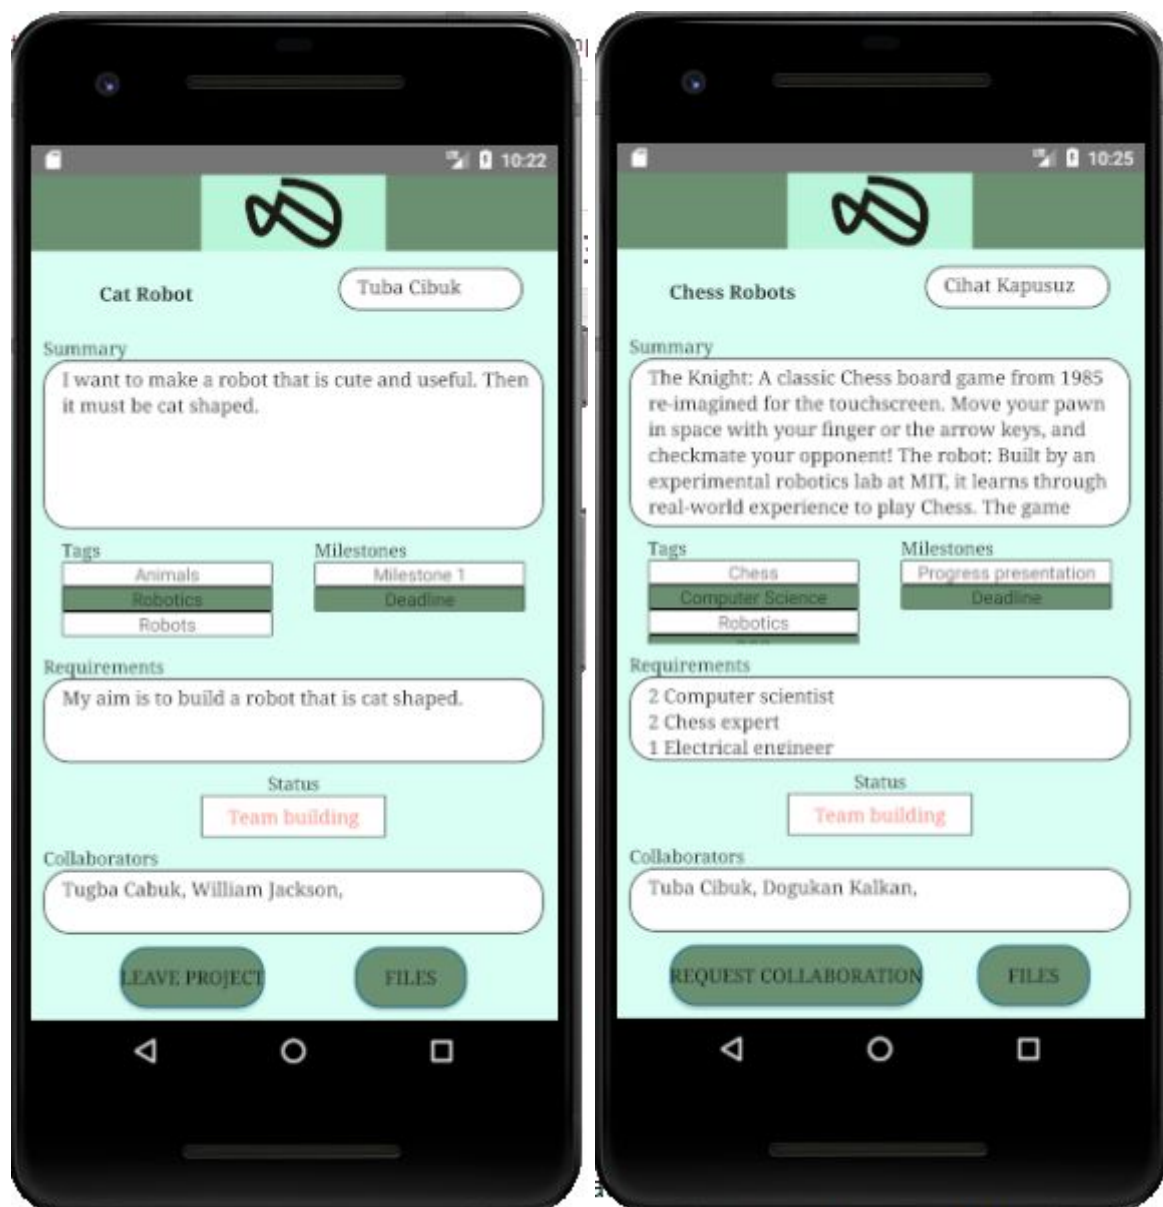 10:22
Cat Robot
Tuba Cibuk
Summary
I want to make a robot that is cute and useful. Then
it must be cat shaped.
Tags
Milestones
Animals
Milestone 1
Robotics
Deadline
Robots
Requirements
My aim is to build a robot that is cat shaped.
Status
Team building
Collaborators
Tugba Cabuk, William Jackson,
LEAVE PROJECT
FILES
10:25
Chess Robots
Cihat Kapusuz
Summary
The Knight: A classic Chess board game from 1985
re-imagined for the touchscreen. Move your pawn
in space with your finger or the arrow keys, and
checkmate your opponent! The robot: Built by an
experimental robotics lab at MIT, it learns through
real-world experience to play Chess. The game
Tags
Milestones
Chess
Progress presentation
Computer Science
Deadline
Robotics
Requirements
2 Computer scientist
2 Chess expert
1 Electrical engineer
Status
Team building
Collaborators
Tuba Cibuk, Dogukan Kalkan,
REQUEST COLLABORATION
FILES